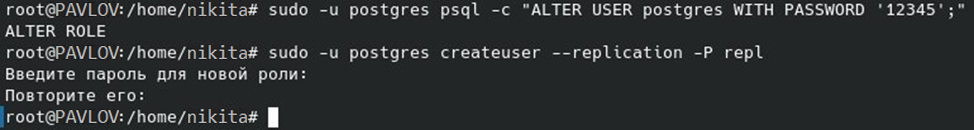 root@PAVLOV:/home/nikita# sudo -u postgres psql -c "ALTER USER postgres WITH PASSWORD '12345';"
ALTER ROLE
root@PAVLOV:/home/nikita# sudo -u postgres createuser --replication -P repl
Введите пароль для новой роли:
Повторите его:
root@PAVLOV:/home/nikita#